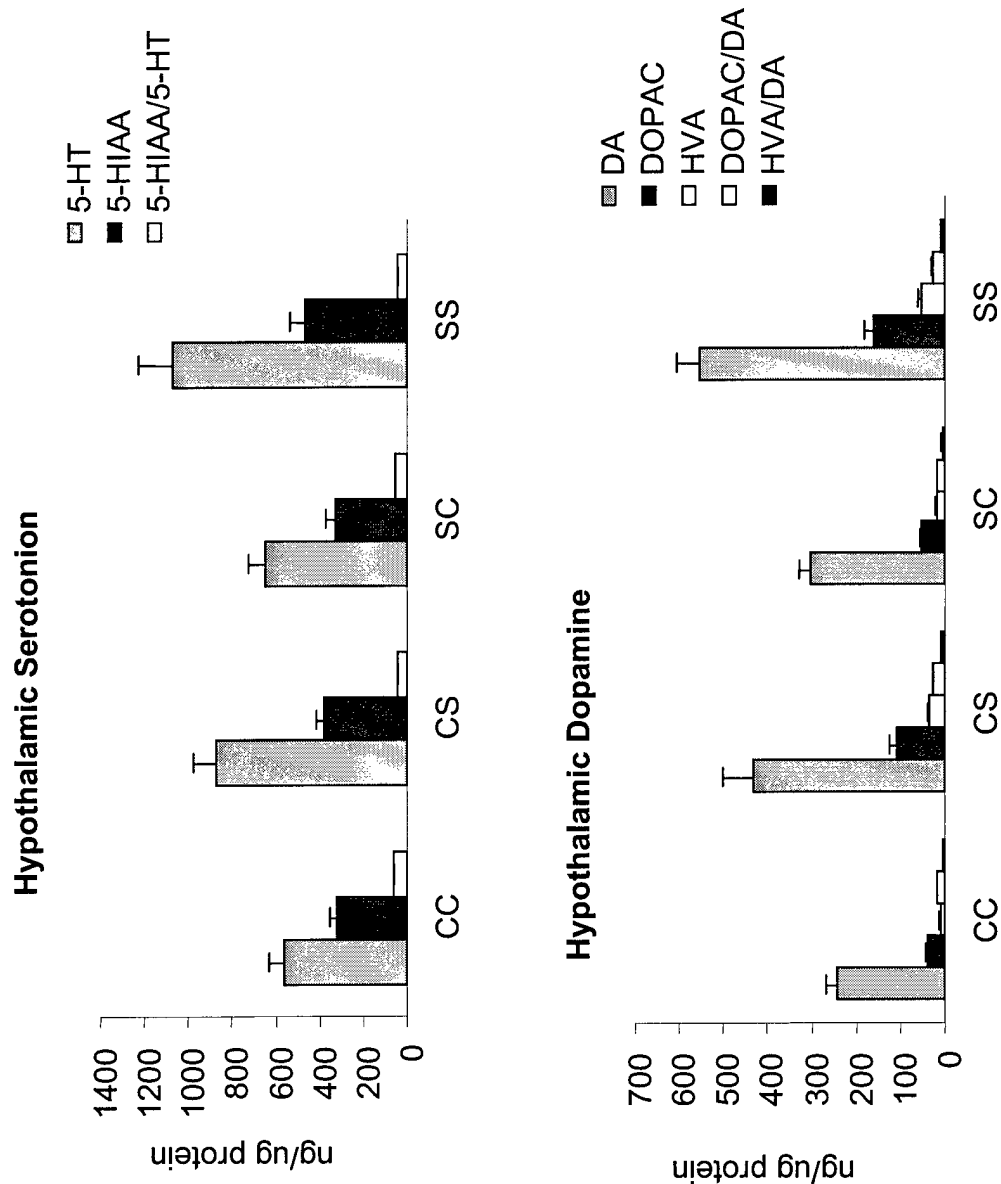 Hypothalamic Serotonion
5-HT
5-HIAA
5-HIAA/5-HT
ng/ug protein
1400
1200
1000
800
600
400
200
0
CC
CS
SC
SS
Hypothalamic Dopamine
DA
DOPAC
HVA
DOPAC/DA
HVA/DA
ng/ug protein
700
600
500
400
300
200
100
0
CC
CS
SC
SS